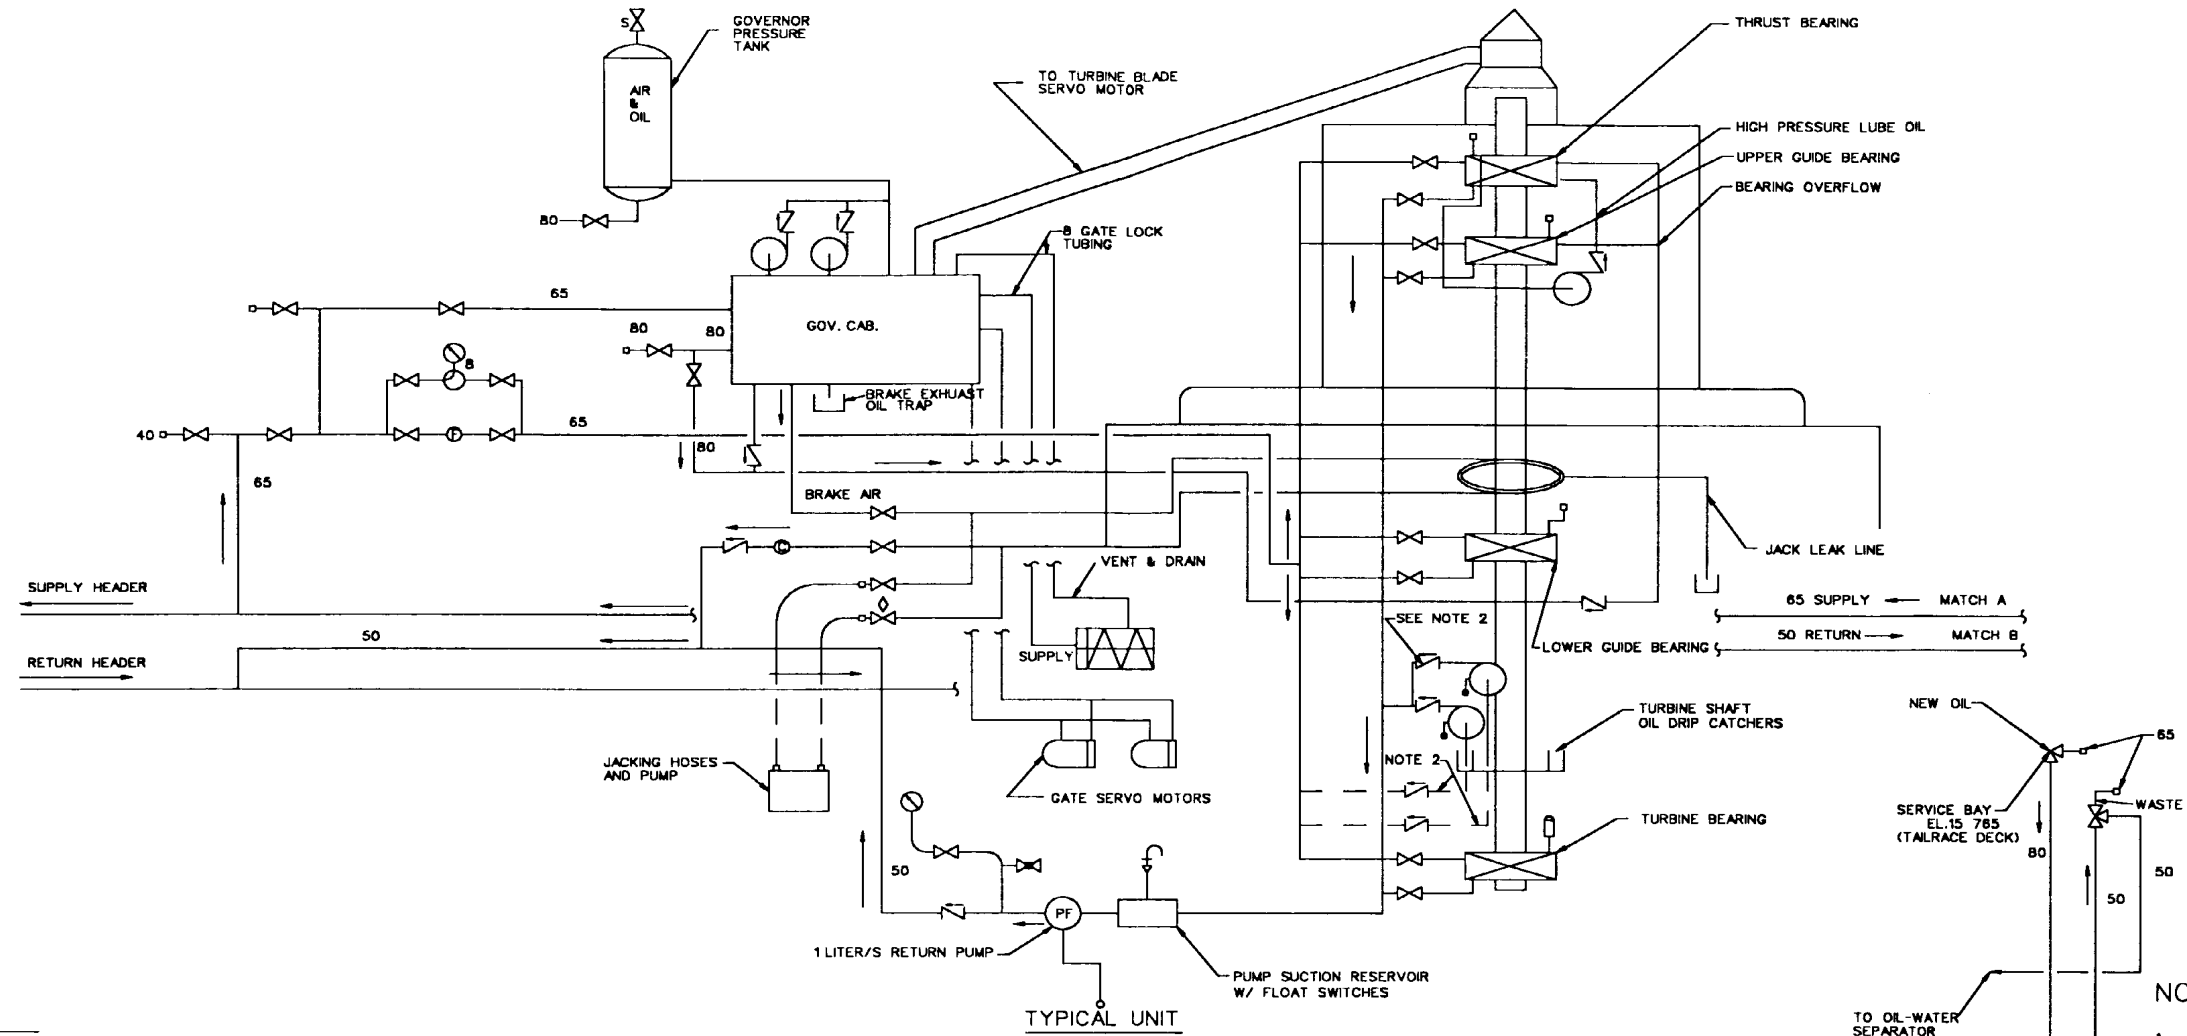 S
GOVERNOR
PRESSURE
TANK
AIR
&
OIL
80
TO TURBINE BLADE
SERVO MOTOR
THRUST BEARING
HIGH PRESSURE LUBE OIL
UPPER GUIDE BEARING
BEARING OVERFLOW
8 GATE LOCK
TUBING
65
80
80
GOV. CAB.
8
BRAKE EXHUAST
OIL TRAP
40
F
65
80
65
BRAKE AIR
C
VENT & DRAIN
JACK LEAK LINE
SUPPLY HEADER
65 SUPPLY
MATCH A
SEE NOTE 2
50
50 RETURN
MATCH B
SUPPLY
LOWER GUIDE BEARING
RETURN HEADER
NEW OIL
TURBINE SHAFT
OIL DRIP CATCHERS
65
JACKING HOSES
AND PUMP
NOTE 2
GATE SERVO MOTORS
WASTE
SERVICE BAY
EL.15 765
(TAILRACE DECK)
TURBINE BEARING
80
50
50
50
PF
1 LITER/S RETURN PUMP
PUMP SUCTION RESERVOIR
W/ FLOAT SWITCHES
TYPICAL UNIT
TO OIL-WATER
SEPARATOR